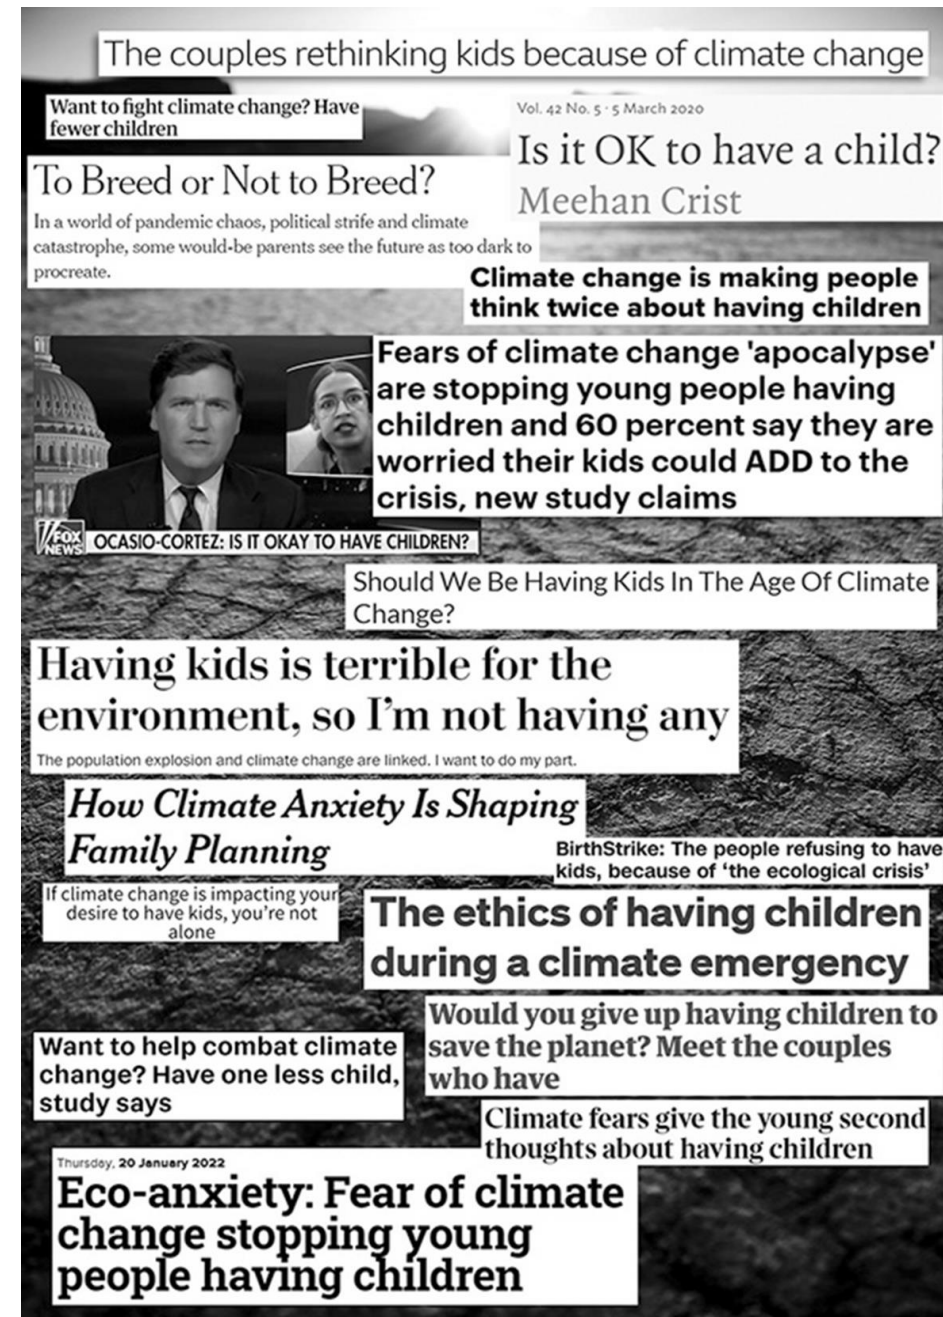 The couples rethinking kids because of climate change
Want to fight climate change? Have
fewer children
Vol. 42 No. 5 · 5 March 2020
Is it OK to have a child?
Meehan Crist
To Breed or Not to Breed?
In a world of pandemic chaos, political strife and climate
catastrophe, some would-be parents see the future as too dark to
procreate.
Climate change is making people
think twice about having children
Fears of climate change 'apocalypse'
are stopping young people having
children and 60 percent say they are
worried their kids could ADD to the
crisis, new study claims
FOX
NEWS
OCASIO-CORTEZ: IS IT OKAY TO HAVE CHILDREN?
Should We Be Having Kids In The Age Of Climate
Change?
Having kids is terrible for the
environment, so I'm not having any
The population explosion and climate change are linked. I want to do my part.
How Climate Anxiety Is Shaping
Family Planning
BirthStrike: The people refusing to have
kids, because of ‘the ecological crisis’
If climate change is impacting your
desire to have kids, you're not
alone
The ethics of having children
during a climate emergency
Would you give up having children to
save the planet? Meet the couples
who have
Want to help combat climate
change? Have one less child,
study says
Climate fears give the young second
thoughts about having children
Thursday, 20 January 2022
Eco-anxiety: Fear of climate
change stopping young
people having children